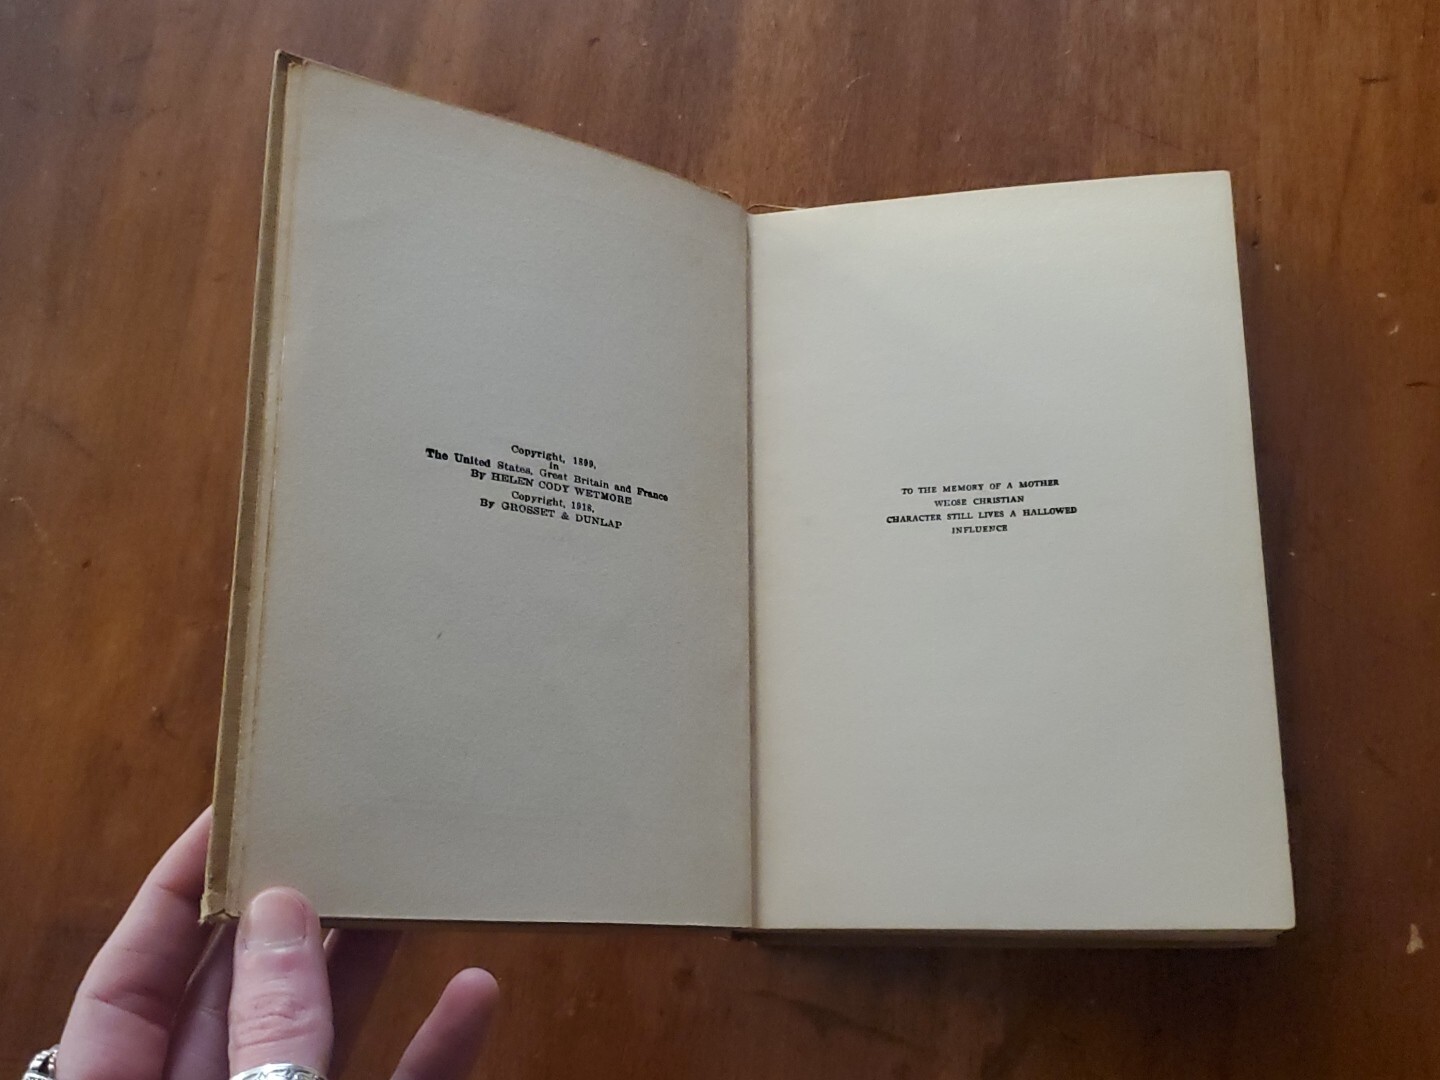 Copyright, 1899,
in
The United States, Great Britain and France
By HELEN CODY WETMORE
Copyright, 1918,
By GROSSET & DUNLAP
TO THE MEMORY OF A MOTHER
WHOSE CHRISTIAN
CHARACTER STILL LIVES A HALLOWED
INFLUENCE